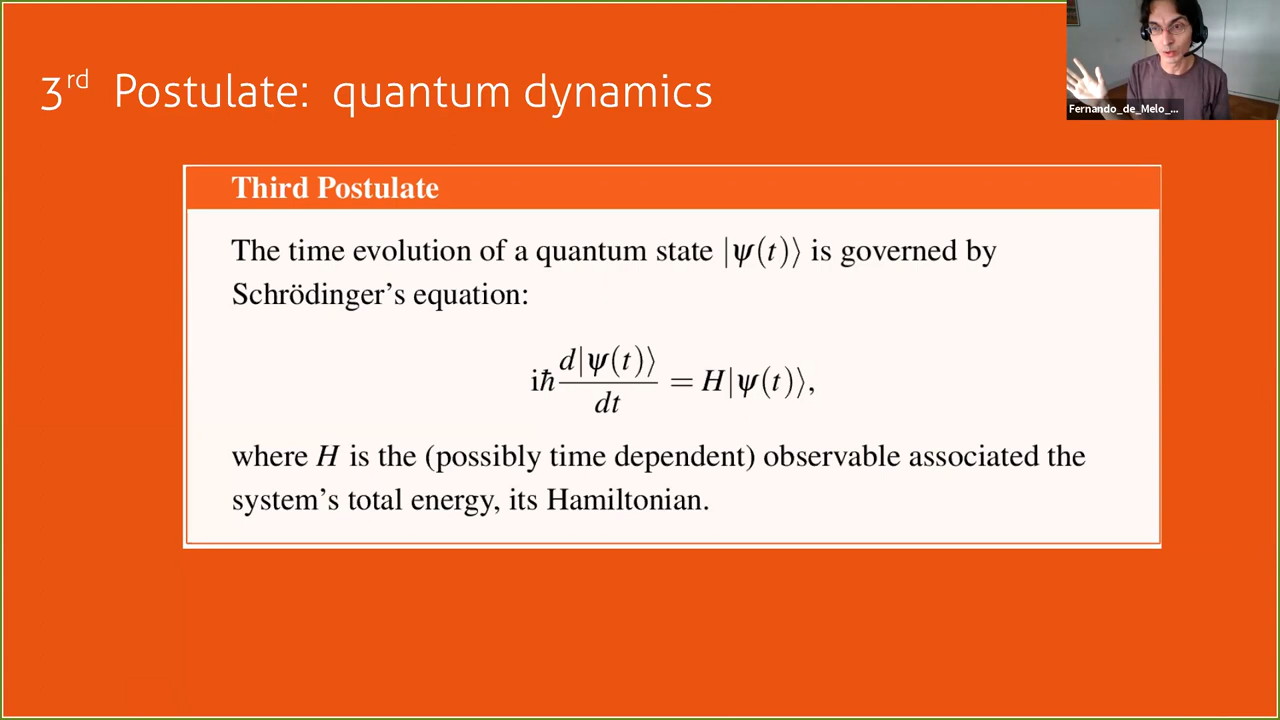 3rd Postulate: quantum dynamics
Fernando_de_Melo_...
Third Postulate
The time evolution of a quantum state |ψ(t)⟩ is governed by
Schrödinger's equation:
iħ d|ψ(t)⟩/dt = H|ψ(t)⟩,
where H is the (possibly time dependent) observable associated the
system's total energy, its Hamiltonian.